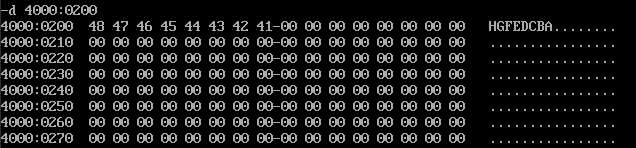 -d 4000:0200
4000:0200  48 47 46 45 44 43 42 41-00 00 00 00 00 00 00 00   HGFEDCBA........
4000:0210  00 00 00 00 00 00 00 00-00 00 00 00 00 00 00 00   ................
4000:0220  00 00 00 00 00 00 00 00-00 00 00 00 00 00 00 00   ................
4000:0230  00 00 00 00 00 00 00 00-00 00 00 00 00 00 00 00   ................
4000:0240  00 00 00 00 00 00 00 00-00 00 00 00 00 00 00 00   ................
4000:0250  00 00 00 00 00 00 00 00-00 00 00 00 00 00 00 00   ................
4000:0260  00 00 00 00 00 00 00 00-00 00 00 00 00 00 00 00   ................
4000:0270  00 00 00 00 00 00 00 00-00 00 00 00 00 00 00 00   ................